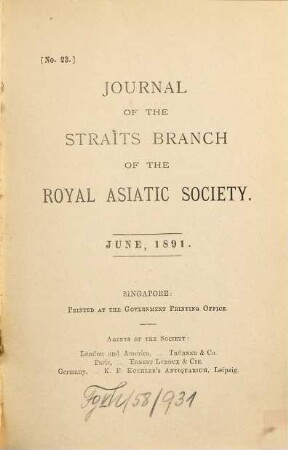 [No. 23.]
JOURNAL
OF THE
STRAITS BRANCH
OF THE
ROYAL ASIATIC SOCIETY.
JUNE, 1891.
SINGAPORE:
PRINTED AT THE GOVERNMENT PRINTING OFFICE.
AGENTS OF THE SOCIETY:
London and America, ... TRÜBNER & Co.
Paris, ... ERNEST LEROUX & CIE.
Germany, ... K. F. KOEHLER'S ANTIQUARIUM, Leipzig.
/58/931